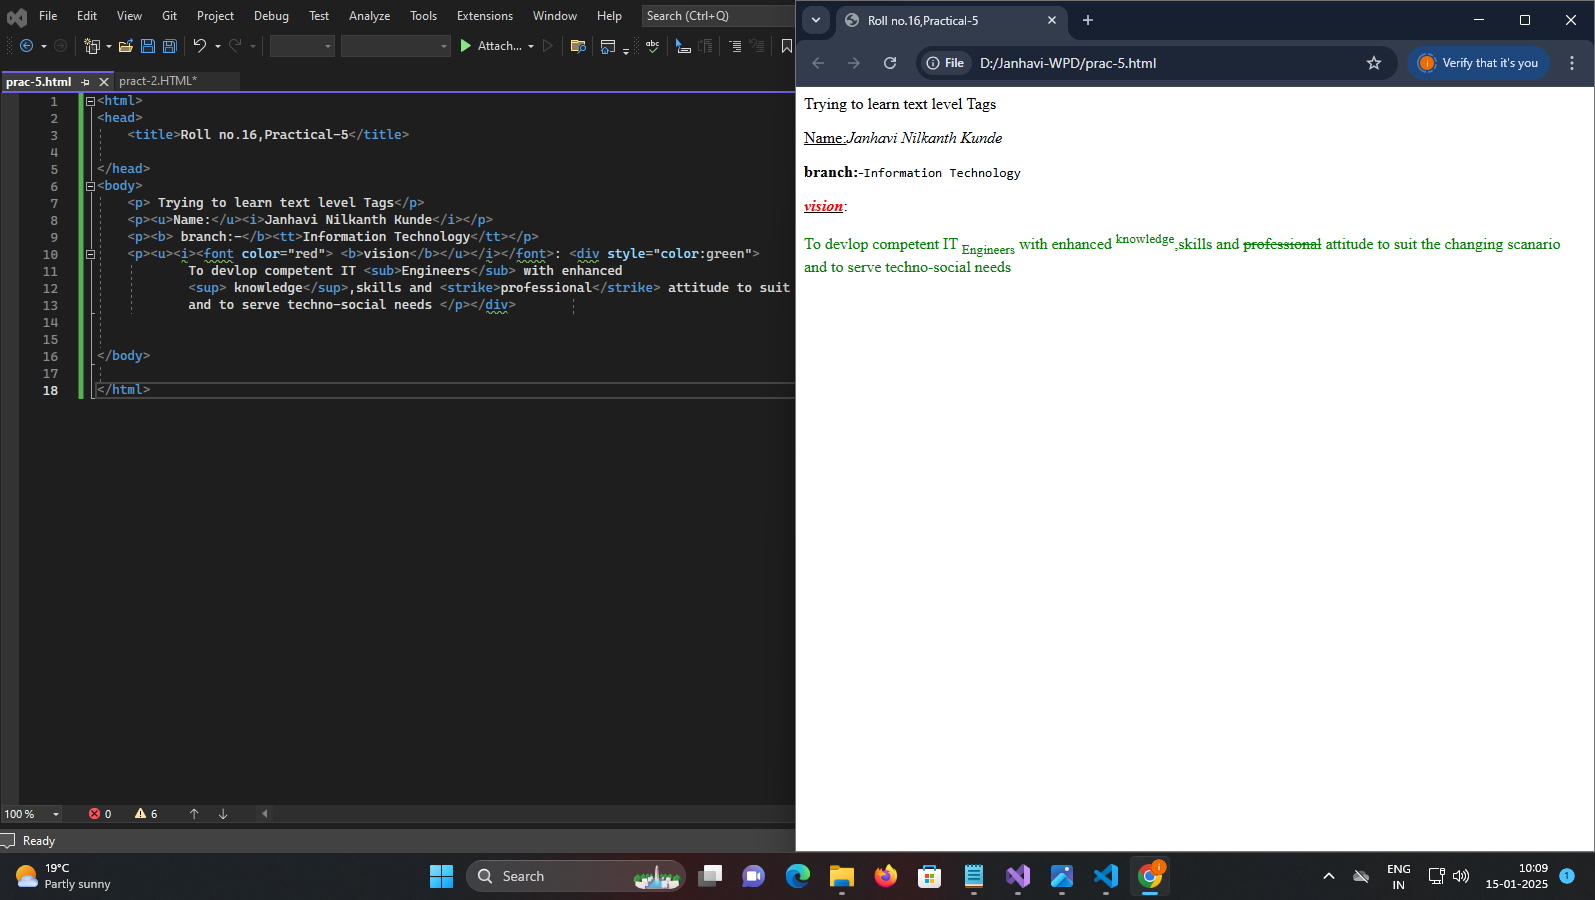 File Edit View Git Project Debug Test Analyze Tools Extensions Window Help Search (Ctrl+Q)
Attach...
prac-5.html pract-2.HTML*
1 <html>
2 <head>
3 <title>Roll no.16,Practical-5</title>
4
5 </head>
6 <body>
7 <p> Trying to learn text level Tags</p>
8 <p><u>Name:</u><i>Janhavi Nilkanth Kunde</i></p>
9 <p><b> branch:-</b><tt>Information Technology</tt></p>
10 <p><u><i><font color="red"> <b>vision</b></u></i></font>: <div style="color:green">
11 To devlop competent IT <sub>Engineers</sub> with enhanced
12 <sup> knowledge</sup>,skills and <strike>professional</strike> attitude to suit
13 and to serve techno-social needs </p></div>
14
15
16 </body>
17
18 </html>
100 % 0 6
Ready
Roll no.16,Practical-5
File D:/Janhavi-WPD/prac-5.html Verify that it's you
Trying to learn text level Tags
Name:Janhavi Nilkanth Kunde
branch:-Information Technology
vision:
To devlop competent IT Engineers with enhanced knowledge,skills and professional attitude to suit the changing scanario
and to serve techno-social needs
19°C
Partly sunny
Search
ENG
IN
10:09
15-01-2025
1